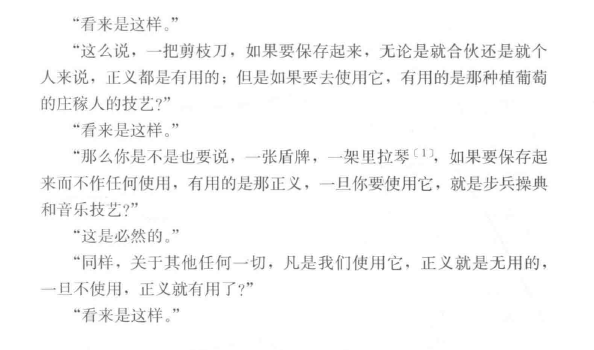 “看来是这样。”
“这么说，一把剪枝刀，如果要保存起来，无论是就合伙还是就个
人来说，正义都是有用的；但是如果要去使用它，有用的是那种植葡萄
的庄稼人的技艺？”
“看来是这样。”
“那么你是不是也要说，一张盾牌，一架里拉琴〔1〕，如果要保存起
来而不作任何使用，有用的是那正义，一旦你要使用它，就是步兵操典
和音乐技艺？”
“这是必然的。”
“同样，关于其他任何一切，凡是我们使用它，正义就是无用的，
一旦不使用，正义就有用了？”
“看来是这样。”